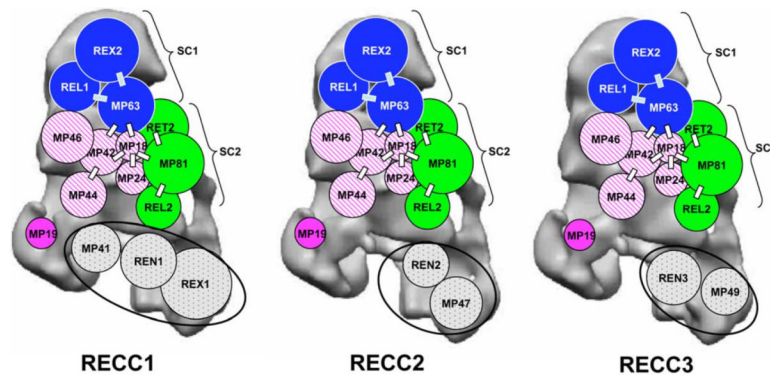 REX2
SC1
REL1
MP63
RET2
MP46
MP42
MP18
MP81
SC2
MP24
MP44
REL2
MP19
MP41
REN1
REX1
RECC1
REX2
SC1
REL1
MP63
RET2
MP46
MP42
MP18
MP81
SC2
MP24
MP44
REL2
MP19
REN2
MP47
RECC2
REX2
SC1
REL1
MP63
RET2
MP46
MP42
MP18
MP81
SC
MP24
MP44
REL2
MP19
REN3
MP49
RECC3